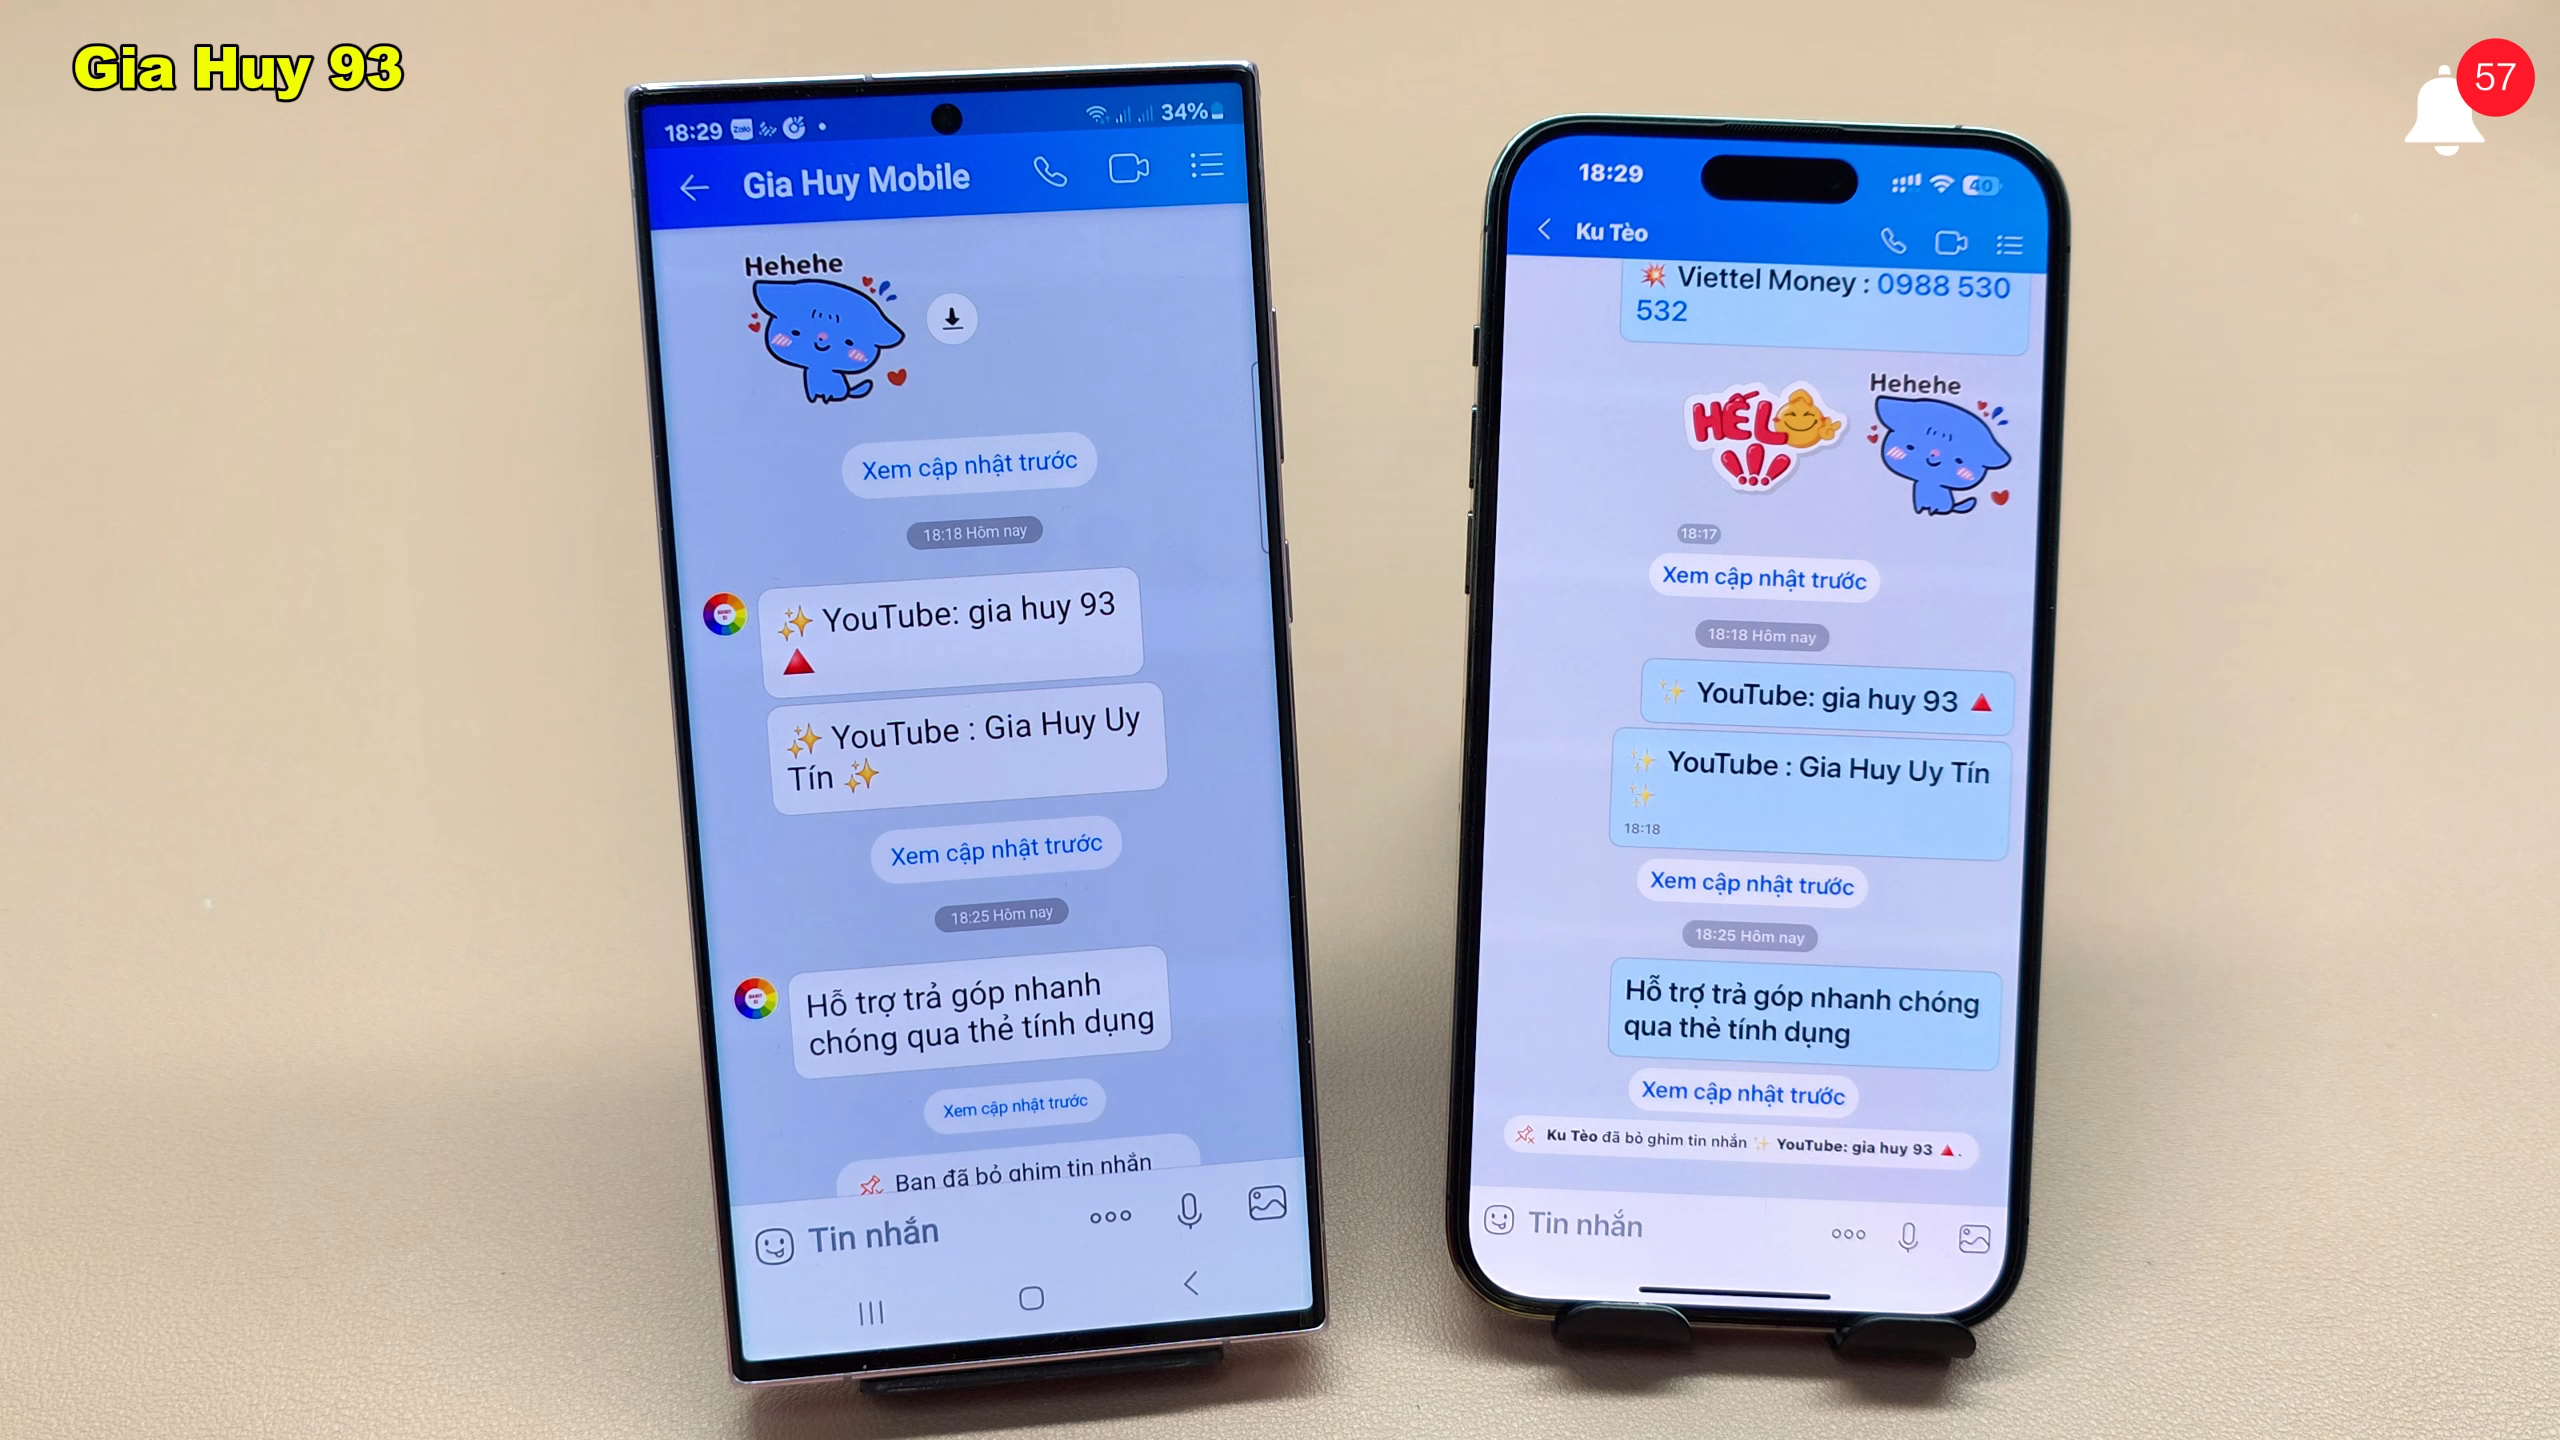 Gia Huy 93
57
18:29 Zalo 34%
Gia Huy Mobile
Hehehe
Xem cập nhật trước
18:18 Hôm nay
✨ YouTube: gia huy 93
🔺
✨ YouTube : Gia Huy Uy
Tín ✨
Xem cập nhật trước
18:25 Hôm nay
Hỗ trợ trả góp nhanh
chóng qua thẻ tính dụng
Xem cập nhật trước
Bạn đã bỏ ghim tin nhắn
Tin nhắn
18:29 40
Ku Tèo
💥 Viettel Money : 0988 530
532
HẾL !!!
Hehehe
18:17
Xem cập nhật trước
18:18 Hôm nay
✨ YouTube: gia huy 93 🔺
✨ YouTube : Gia Huy Uy Tín
✨
18:18
Xem cập nhật trước
18:25 Hôm nay
Hỗ trợ trả góp nhanh chóng
qua thẻ tính dụng
Xem cập nhật trước
Ku Tèo đã bỏ ghim tin nhắn ✨ YouTube: gia huy 93 🔺.
Tin nhắn